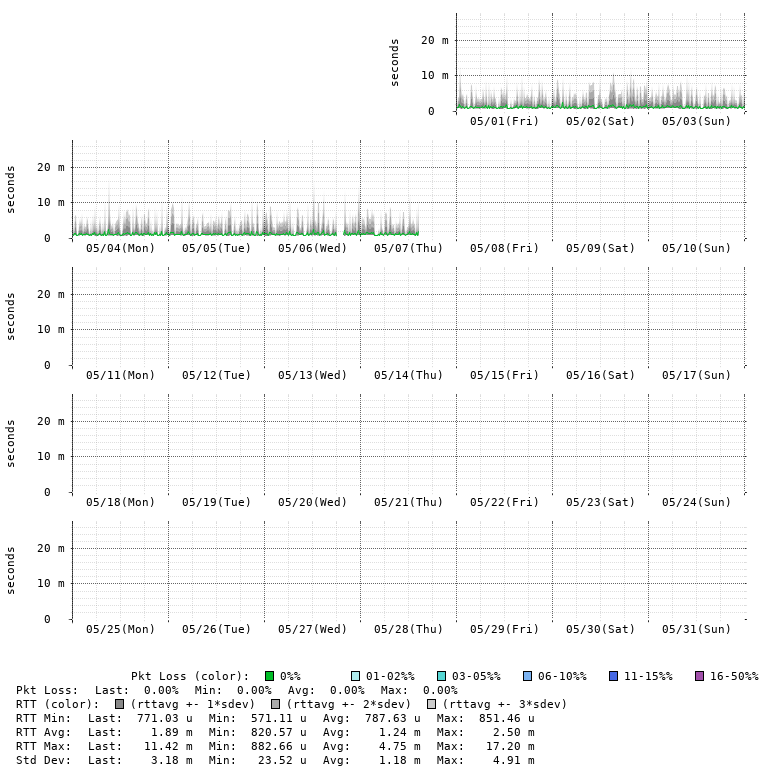 seconds
20 m
10 m
0
05/01(Fri) 05/02(Sat) 05/03(Sun)
seconds
20 m
10 m
0
05/04(Mon) 05/05(Tue) 05/06(Wed) 05/07(Thu) 05/08(Fri) 05/09(Sat) 05/10(Sun)
seconds
20 m
10 m
0
05/11(Mon) 05/12(Tue) 05/13(Wed) 05/14(Thu) 05/15(Fri) 05/16(Sat) 05/17(Sun)
seconds
20 m
10 m
0
05/18(Mon) 05/19(Tue) 05/20(Wed) 05/21(Thu) 05/22(Fri) 05/23(Sat) 05/24(Sun)
seconds
20 m
10 m
0
05/25(Mon) 05/26(Tue) 05/27(Wed) 05/28(Thu) 05/29(Fri) 05/30(Sat) 05/31(Sun)
Pkt Loss (color): 0%% 01-02%% 03-05%% 06-10%% 11-15%% 16-50%%
Pkt Loss: Last: 0.00% Min: 0.00% Avg: 0.00% Max: 0.00%
RTT (color): (rttavg +- 1*sdev) (rttavg +- 2*sdev) (rttavg +- 3*sdev)
RTT Min: Last: 771.03 u Min: 571.11 u Avg: 787.63 u Max: 851.46 u
RTT Avg: Last: 1.89 m Min: 820.57 u Avg: 1.24 m Max: 2.50 m
RTT Max: Last: 11.42 m Min: 882.66 u Avg: 4.75 m Max: 17.20 m
Std Dev: Last: 3.18 m Min: 23.52 u Avg: 1.18 m Max: 4.91 m